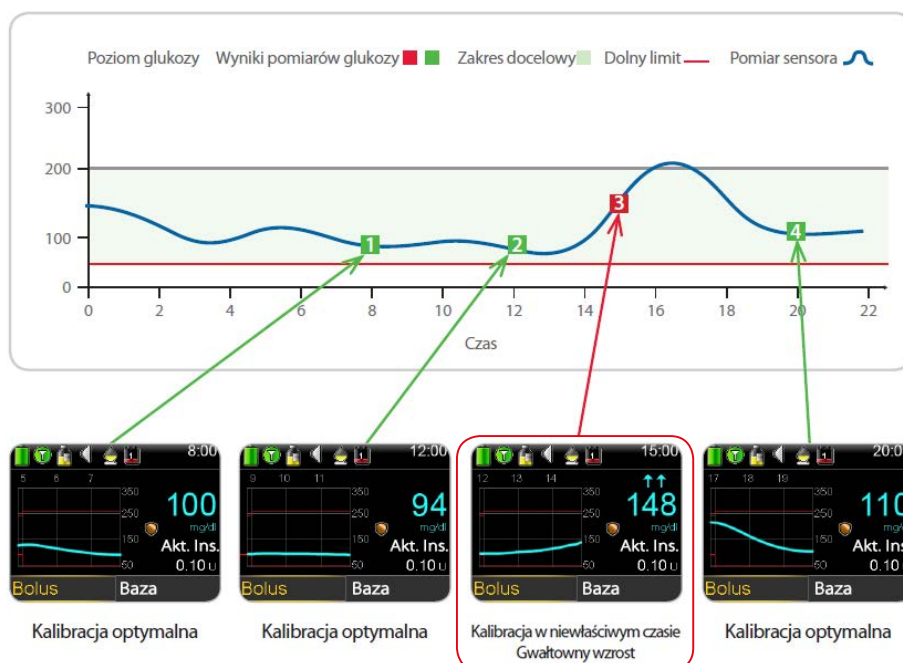 Poziom glukozy Wyniki pomiarów glukozy Zakres docelowy Dolny limit Pomiar sensora
300
200
100
0
0 2 4 6 8 10 12 14 16 18 20 22
1 2 3 4
Czas
8:00
5 6 7
350
250
150
50
100
mg/dl
Akt. Ins.
0.10 U
Bolus Baza
Kalibracja optymalna
12:00
9 10 11
350
250
150
50
94
mg/dl
Akt. Ins.
0.10 U
Bolus Baza
Kalibracja optymalna
15:00
12 13 14
350
250
150
50
148
mg/dl
Akt. Ins.
0.10 U
Bolus Baza
Kalibracja w niewłaściwym czasie
Gwałtowny wzrost
20:0
17 18 19
350
250
150
50
110
mg/dl
Akt. Ins.
0.10 U
Bolus Baza
Kalibracja optymalna